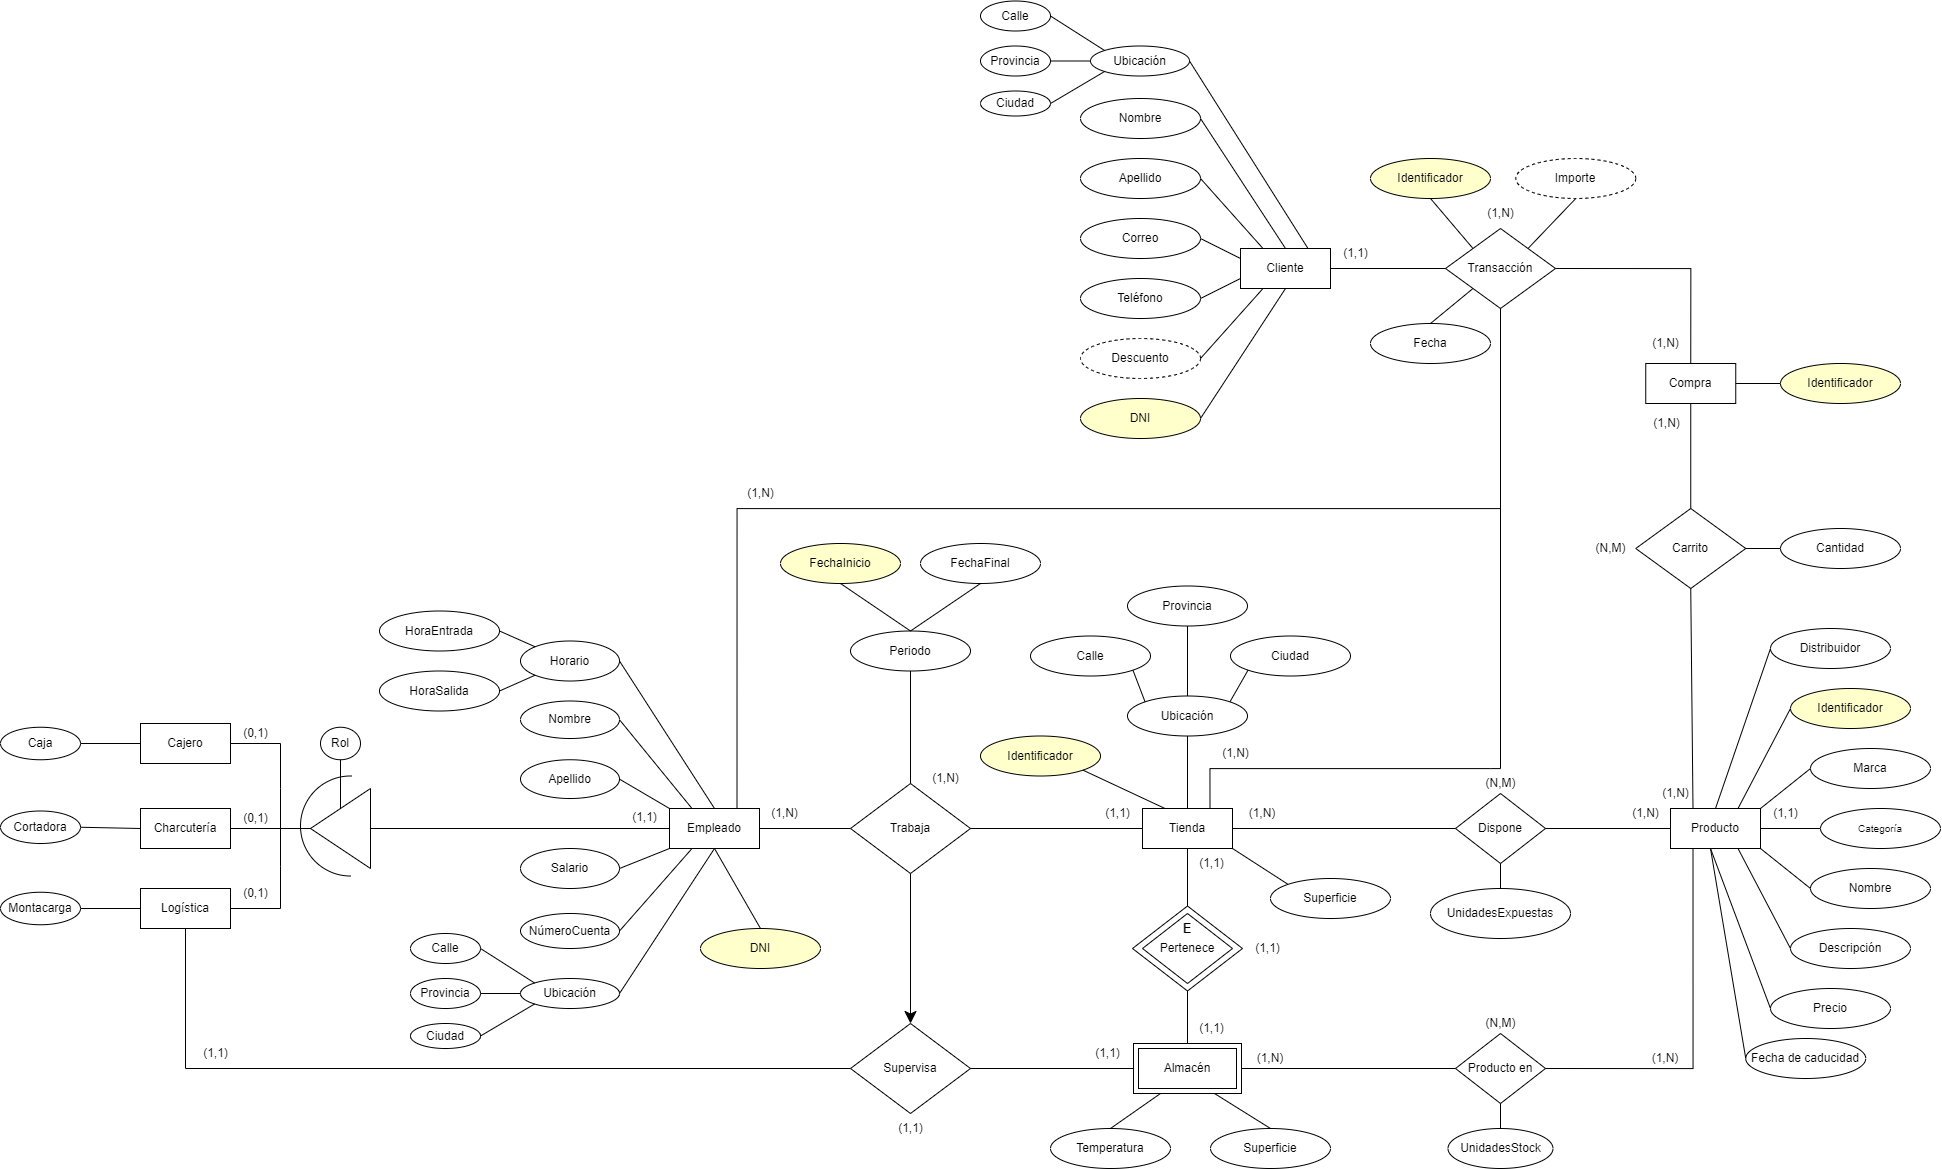 Calle
Provincia
Ubicación
Ciudad
Nombre
Apellido
Identificador
Importe
(1,N)
Correo
Cliente
(1,1)
Transacción
Teléfono
Fecha
(1,N)
Descuento
Compra
Identificador
DNI
(1,N)
(1,N)
FechaInicio
FechaFinal
(N,M)
Carrito
Cantidad
Provincia
HoraEntrada
Horario
Periodo
Calle
Ciudad
Distribuidor
HoraSalida
Nombre
Ubicación
Identificador
Caja
Cajero
(0,1)
Rol
Identificador
(1,N)
Marca
Apellido
(1,N)
(N,M)
(1,N)
Cortadora
Charcutería
(0,1)
(1,1)
Empleado
(1,N)
Trabaja
(1,1)
Tienda
(1,N)
Dispone
(1,N)
Producto
(1,1)
Categoría
Salario
(1,1)
Superficie
UnidadesExpuestas
Nombre
Montacarga
Logística
(0,1)
NúmeroCuenta
DNI
E
Pertenece
(1,1)
Descripción
Calle
Provincia
Ubicación
Ciudad
Precio
(1,1)
(N,M)
(1,1)
(1,1)
(1,N)
(1,N)
Fecha de caducidad
Supervisa
Almacén
Producto en
(1,1)
Temperatura
Superficie
UnidadesStock